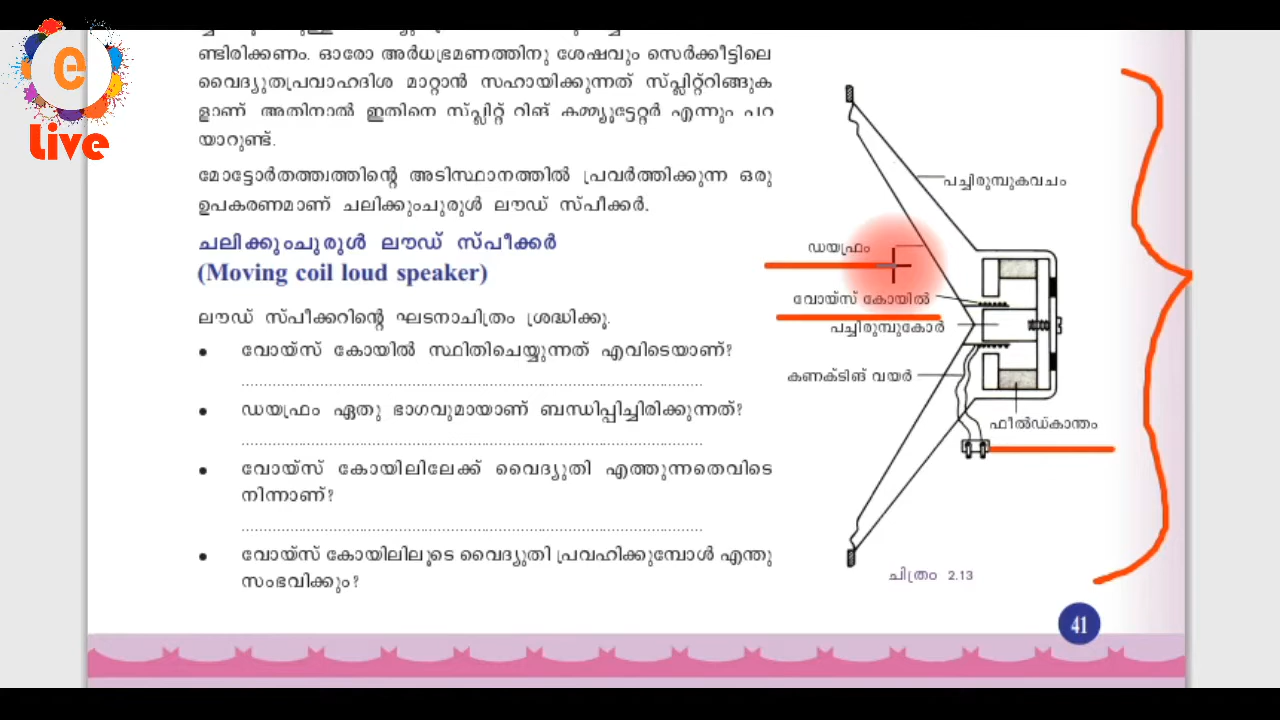 e
Live
ണ്ടിരിക്കണം. ഓരോ അർധഭ്രമണത്തിനു ശേഷവും സെർക്കീട്ടിലെ
വൈദ്യുതപ്രവാഹദിശ മാറ്റാൻ സഹായിക്കുന്നത് സ്പ്ലിറ്റ്റിങ്ങുക
ളാണ് അതിനാൽ ഇതിനെ സ്പ്ലിറ്റ് റിങ് കമ്മ്യൂട്ടേറ്റർ എന്നും പറ
യാറുണ്ട്.
മോട്ടോർതത്ത്വത്തിന്റെ അടിസ്ഥാനത്തിൽ പ്രവർത്തിക്കുന്ന ഒരു
ഉപകരണമാണ് ചലിക്കുംചുരുൾ ലൗഡ് സ്പീക്കർ.
ചലിക്കുംചുരുൾ ലൗഡ് സ്പീക്കർ
(Moving coil loud speaker)
ലൗഡ് സ്പീക്കറിന്റെ ഘടനാചിത്രം ശ്രദ്ധിക്കൂ.
• വോയ്സ് കോയിൽ സ്ഥിതിചെയ്യുന്നത് എവിടെയാണ്?
• ഡയഫ്രം ഏതു ഭാഗവുമായാണ് ബന്ധിപ്പിച്ചിരിക്കുന്നത്?
• വോയ്സ് കോയിലിലേക്ക് വൈദ്യുതി എത്തുന്നതെവിടെ
നിന്നാണ്?
• വോയ്സ് കോയിലിലൂടെ വൈദ്യുതി പ്രവഹിക്കുമ്പോൾ എന്തു
സംഭവിക്കും?
പച്ചിരുമ്പുകവചം
ഡയഫ്രം
വോയ്സ് കോയിൽ
പച്ചിരുമ്പുകോർ
കണക്ടിങ് വയർ
ഫീൽഡ്കാന്തം
ചിത്രം 2.13
41